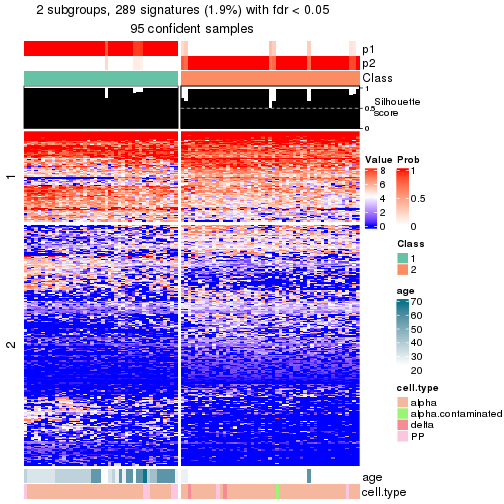 2 subgroups, 289 signatures (1.9%) with fdr < 0.05
95 confident samples
p1
p2
Class
1
0.5
0
Silhouette
score
1
2
Value
8
6
4
2
0
Prob
1
0.5
0
Class
1
2
age
70
60
50
40
30
20
cell.type
alpha
alpha.contaminated
delta
PP
age
cell.type